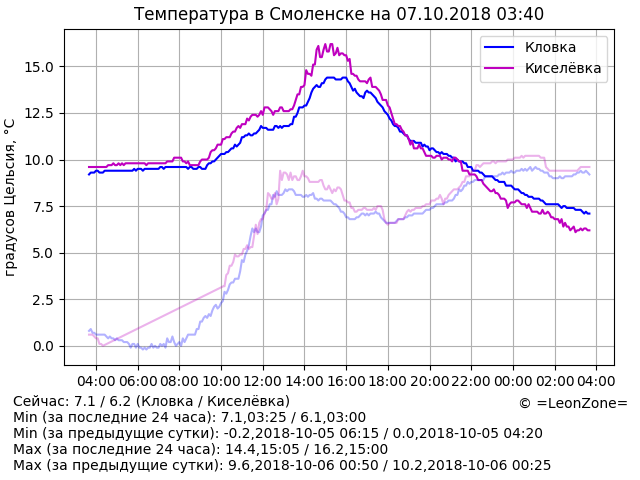 Температура в Смоленске на 07.10.2018 03:40
Кловка
Киселёвка
градусов Цельсия, °C
15.0
12.5
10.0
7.5
5.0
2.5
0.0
04:00 06:00 08:00 10:00 12:00 14:00 16:00 18:00 20:00 22:00 00:00 02:00 04:00
Сейчас: 7.1 / 6.2 (Кловка / Киселёвка)
© =LeonZone=
Min (за последние 24 часа): 7.1,03:25 / 6.1,03:00
Min (за предыдущие сутки): -0.2,2018-10-05 06:15 / 0.0,2018-10-05 04:20
Max (за последние 24 часа): 14.4,15:05 / 16.2,15:00
Max (за предыдущие сутки): 9.6,2018-10-06 00:50 / 10.2,2018-10-06 00:25